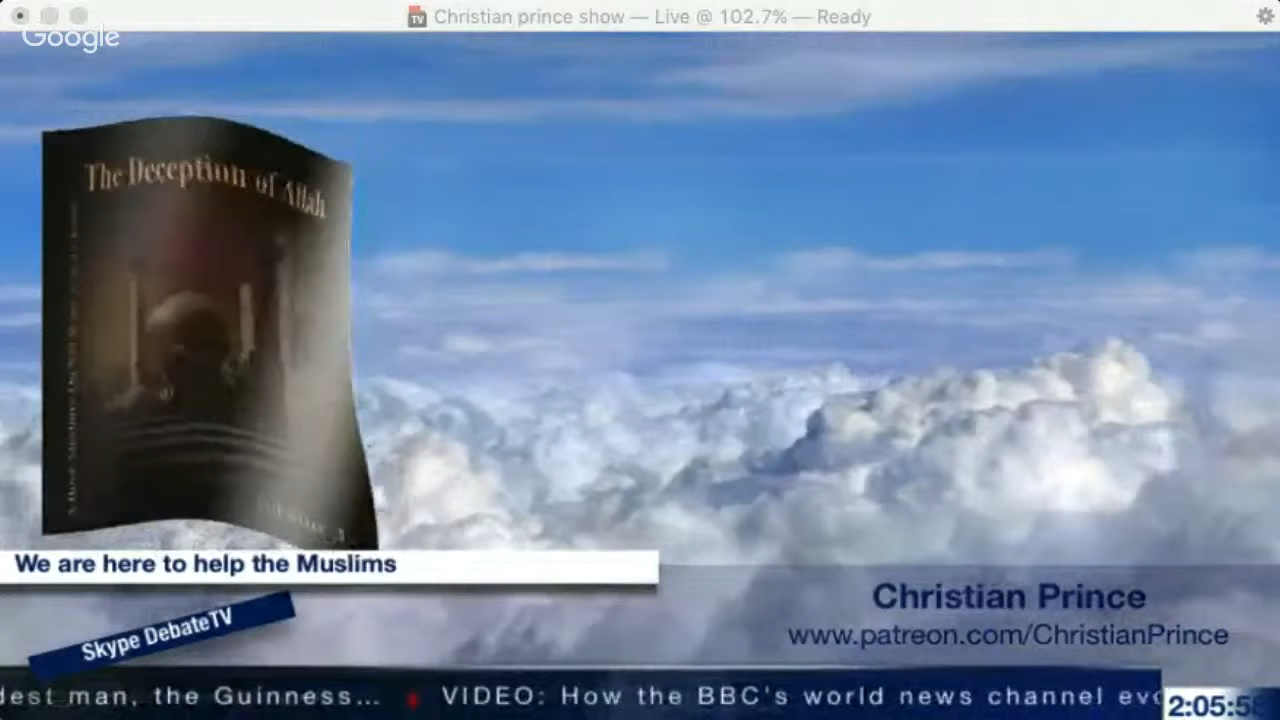 Christian prince show — Live @ 102.7% — Ready
Google
The Deception of Allah
We are here to help the Muslims
Christian Prince
www.patreon.com/ChristianPrince
Skype DebateTV
dest man, the Guinness... VIDEO: How the BBC's world news channel evo
2:05:5